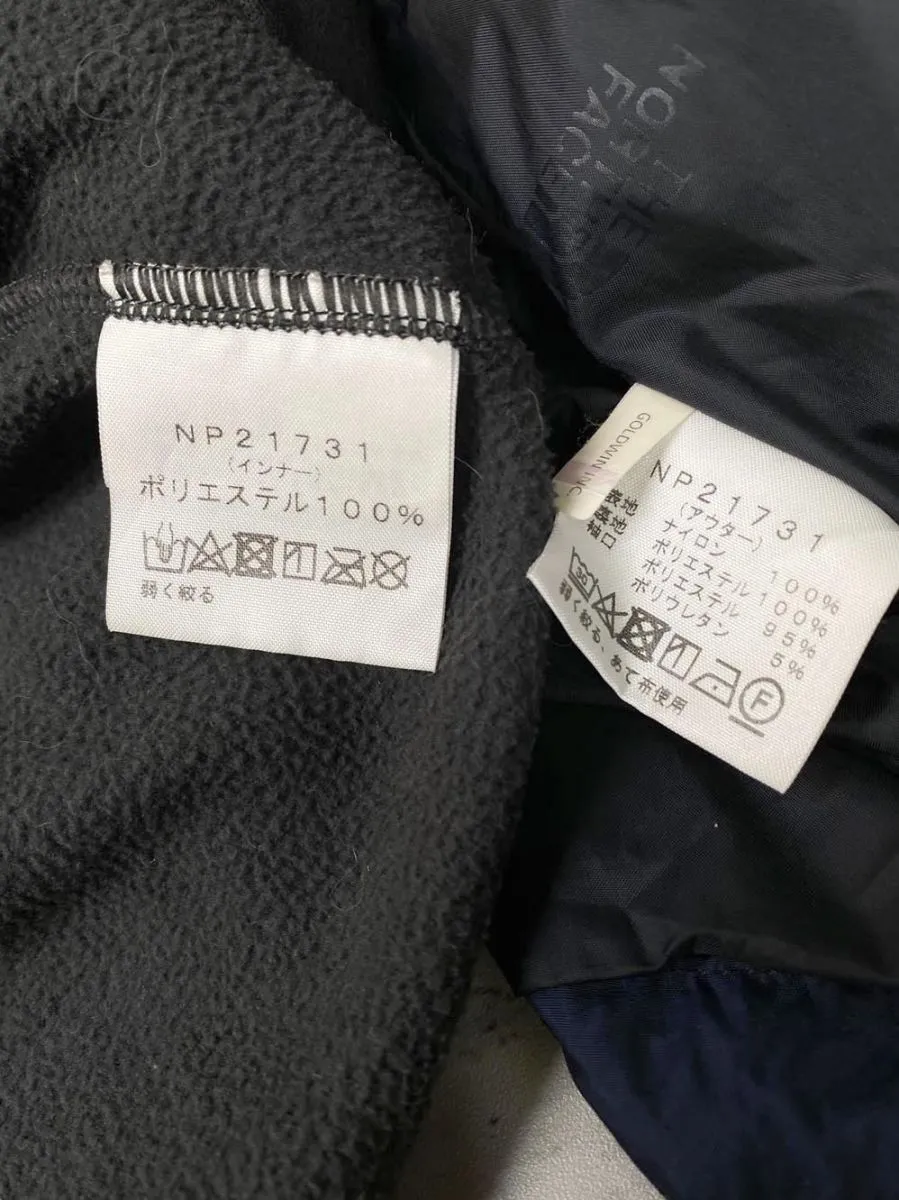 NP21731
(インナー)
ポリエステル100%
弱く絞る
THE
NORTH
FACE
GOLDWIN INC.
NP21731
(アウター)
表地 ナイロン 100%
裏地 ポリエステル 100%
袖口 ポリエステル 95%
ポリウレタン 5%
30
F
弱く絞る、あて布使用